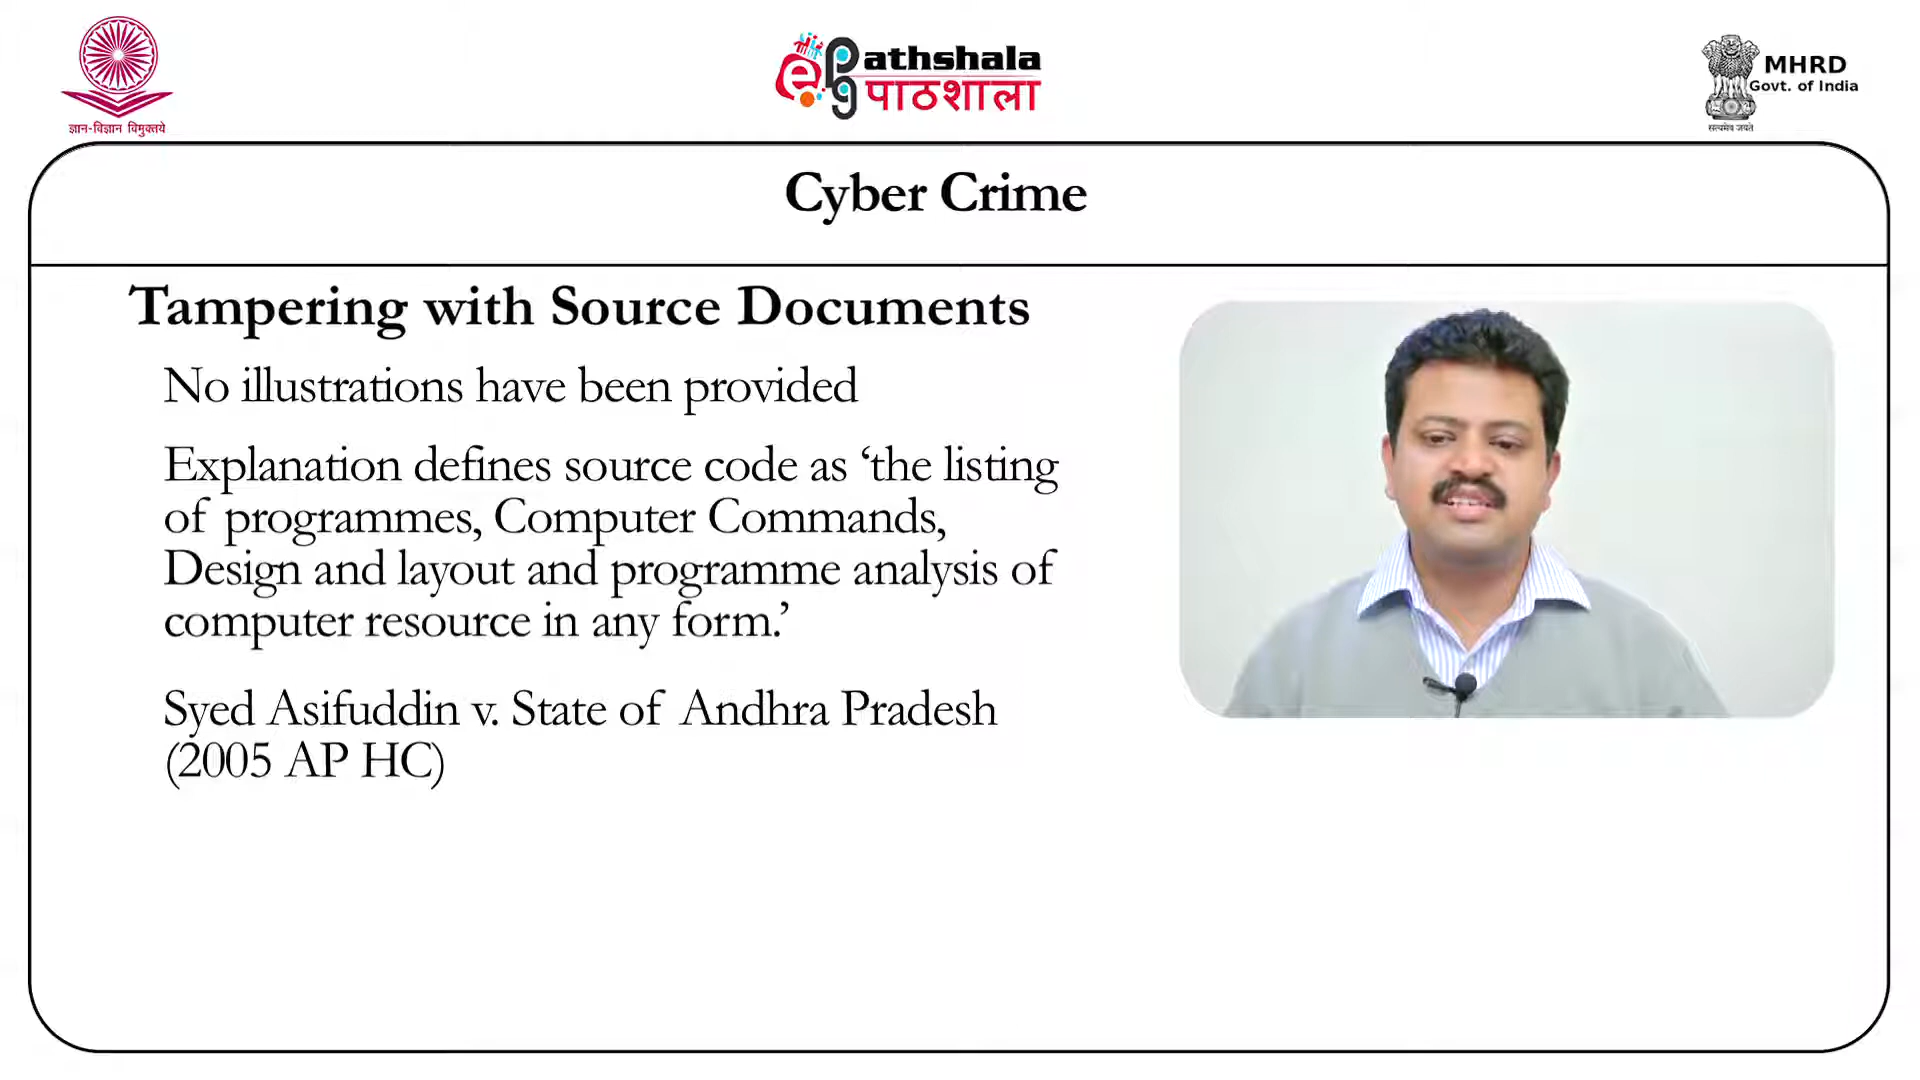 ज्ञान-विज्ञान विमुक्तये
e PG athshala
पाठशाला
MHRD
Govt. of India
सत्यमेव जयते
Cyber Crime
Tampering with Source Documents
No illustrations have been provided
Explanation defines source code as ‘the listing
of programmes, Computer Commands,
Design and layout and programme analysis of
computer resource in any form.’
Syed Asifuddin v. State of Andhra Pradesh
(2005 AP HC)